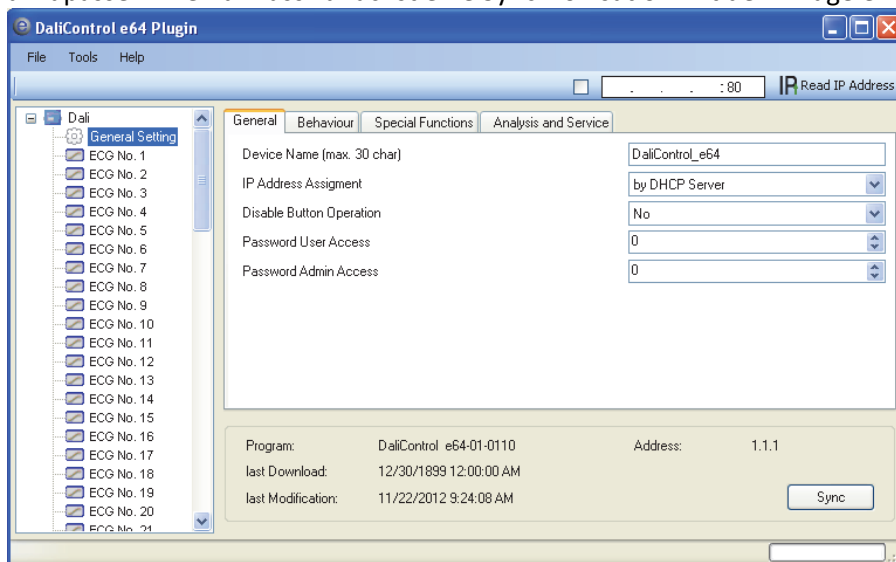 DaliControl e64 Plugin
File Tools Help
. . . :80 Read IP Address
Dali
General Setting
ECG No. 1
ECG No. 2
ECG No. 3
ECG No. 4
ECG No. 5
ECG No. 6
ECG No. 7
ECG No. 8
ECG No. 9
ECG No. 10
ECG No. 11
ECG No. 12
ECG No. 13
ECG No. 14
ECG No. 15
ECG No. 16
ECG No. 17
ECG No. 18
ECG No. 19
ECG No. 20
ECG No. 21
General Behaviour Special Functions Analysis and Service
Device Name (max. 30 char) DaliControl_e64
IP Address Assigment by DHCP Server
Disable Button Operation No
Password User Access 0
Password Admin Access 0
Program: DaliControl e64-01-0110 Address: 1.1.1
last Download: 12/30/1899 12:00:00 AM
last Modification: 11/22/2012 9:24:08 AM Sync